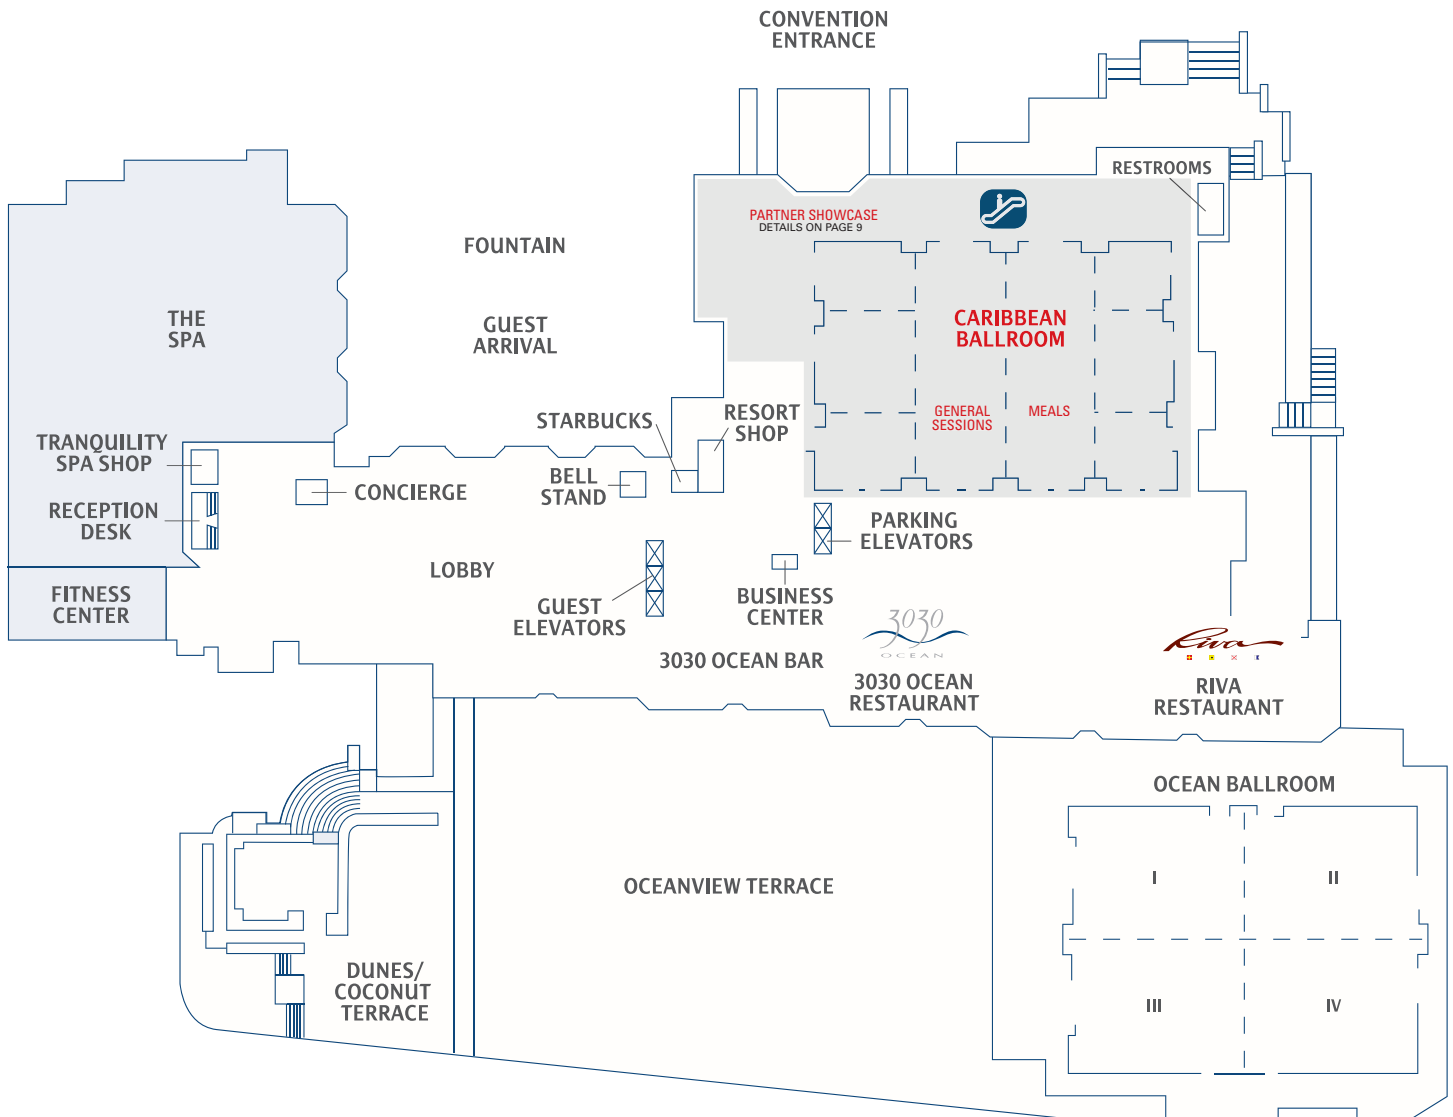 CONVENTION
ENTRANCE
RESTROOMS
PARTNER SHOWCASE
DETAILS ON PAGE 9
FOUNTAIN
THE
SPA
GUEST
ARRIVAL
CARIBBEAN
BALLROOM
GENERAL
SESSIONS
MEALS
STARBUCKS
RESORT
SHOP
TRANQUILITY
SPA SHOP
BELL
STAND
CONCIERGE
RECEPTION
DESK
PARKING
ELEVATORS
LOBBY
FITNESS
CENTER
GUEST
ELEVATORS
BUSINESS
CENTER
3030
OCEAN
Riva
3030 OCEAN BAR
3030 OCEAN
RESTAURANT
RIVA
RESTAURANT
OCEAN BALLROOM
I
II
OCEANVIEW TERRACE
DUNES/
COCONUT
TERRACE
III
IV